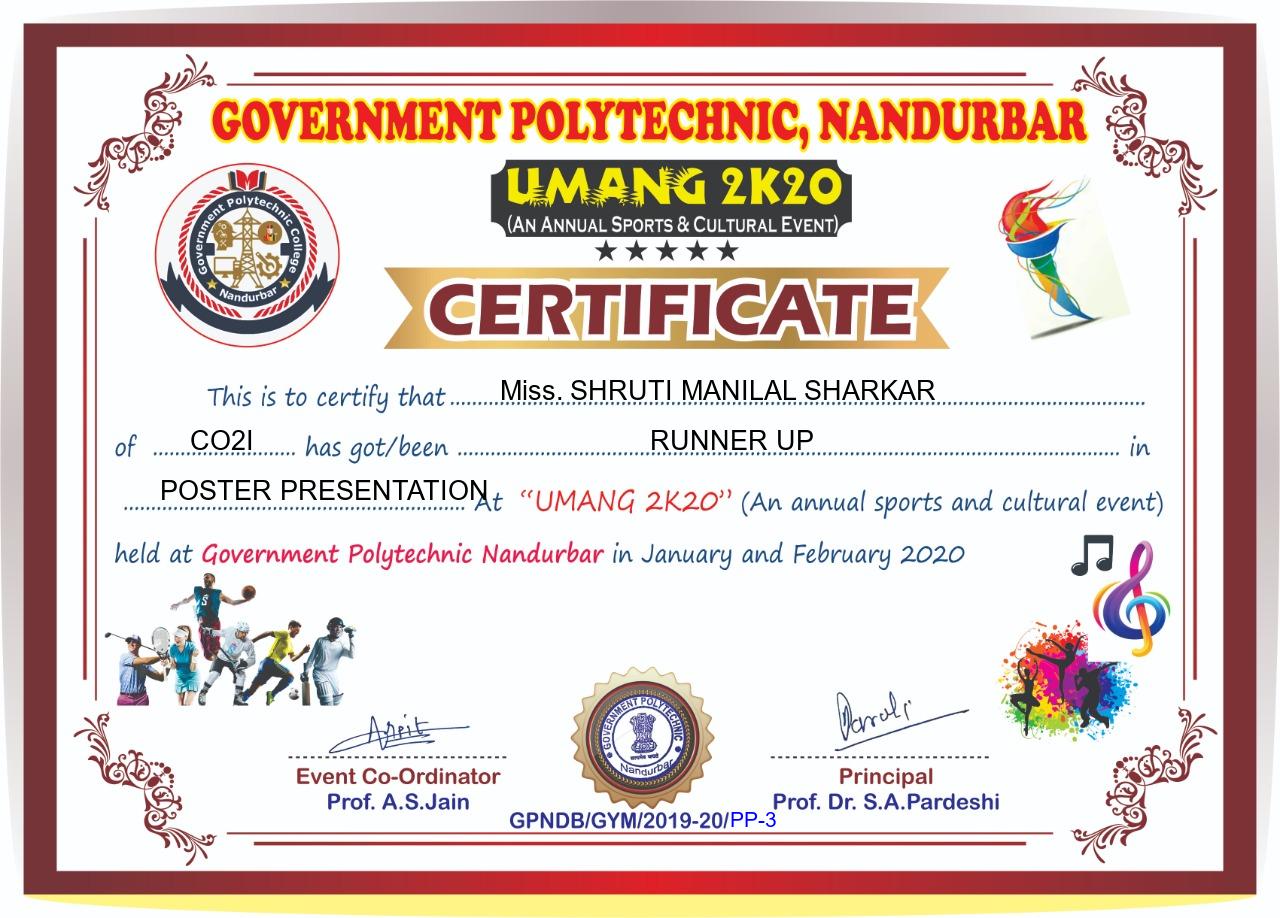 GOVERNMENT POLYTECHNIC, NANDURBAR
UMANG 2K20
(AN ANNUAL SPORTS & CULTURAL EVENT)
Government Polytechnic College
Nandurbar
CERTIFICATE
This is to certify that Miss. SHRUTI MANILAL SHARKAR
of CO2I has got/been RUNNER UP in
POSTER PRESENTATION At “UMANG 2K20” (An annual sports and cultural event)
held at Government Polytechnic Nandurbar in January and February 2020
S
GOVERNMENT POLYTECHNIC
सत्यमेव जयते
Nandurbar
Event Co-Ordinator
Prof. A.S.Jain
Principal
Prof. Dr. S.A.Pardeshi
GPNDB/GYM/2019-20/PP-3